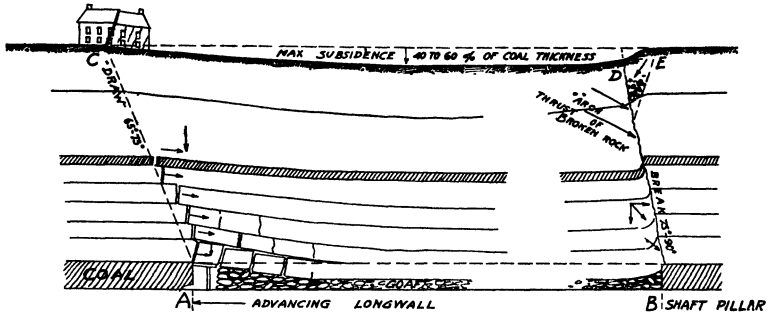 MAX SUBSIDENCE 40 TO 60 % OF COAL THICKNESS
C
D
E
DRAW 65°-75°
AREA OF BROKEN ROCK
THRUST
BREAK 75°-90°
COAL
GOAF
A
ADVANCING LONGWALL
B
SHAFT PILLAR